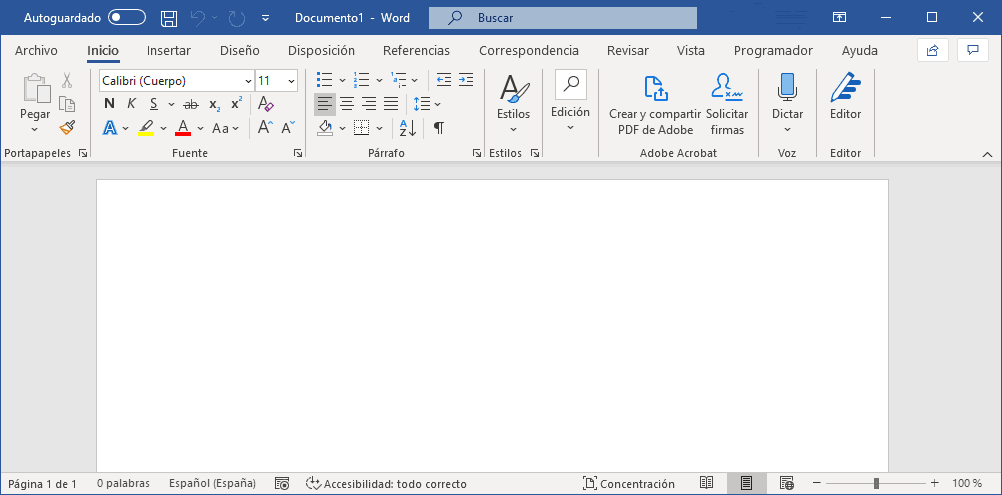 Autoguardado
Documento1 - Word
Buscar
Archivo Inicio Insertar Diseño Disposición Referencias Correspondencia Revisar Vista Programador Ayuda
Pegar
Portapapeles
Calibri (Cuerpo) 11
N K S ab x₂ x² A
A A Aa A A
Fuente
Párrafo
Estilos
Estilos
Edición
Crear y compartir
PDF de Adobe
Solicitar
firmas
Adobe Acrobat
Dictar
Voz
Editor
Editor
Página 1 de 1 0 palabras Español (España) Accesibilidad: todo correcto Concentración 100 %